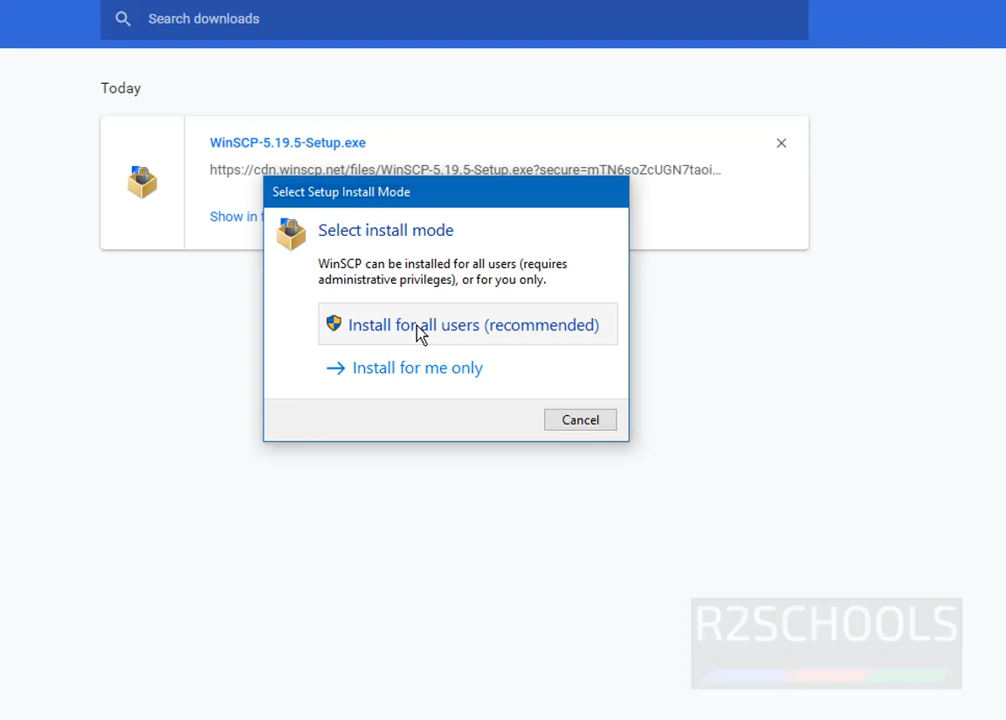 Search downloads
Today
WinSCP-5.19.5-Setup.exe
https://cdn.winscp.net/files/WinSCP-5.19.5-Setup.exe?secure=mTN6soZcUGN7taoi...
Show in f
Select Setup Install Mode
Select install mode
WinSCP can be installed for all users (requires
administrative privileges), or for you only.
Install for all users (recommended)
Install for me only
Cancel
R2SCHOOLS